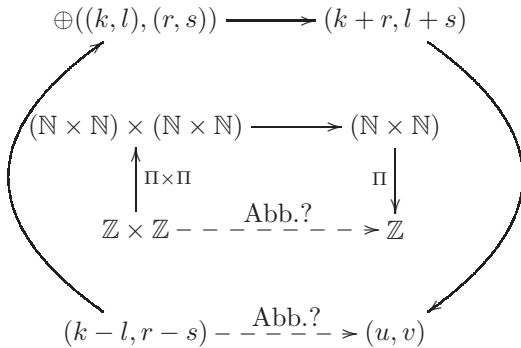 ⊕((k, l), (r, s)) (k + r, l + s)
(ℕ × ℕ) × (ℕ × ℕ) (ℕ × ℕ)
Π×Π Π
Abb.?
ℤ × ℤ ℤ
Abb.?
(k − l, r − s) (u, v)